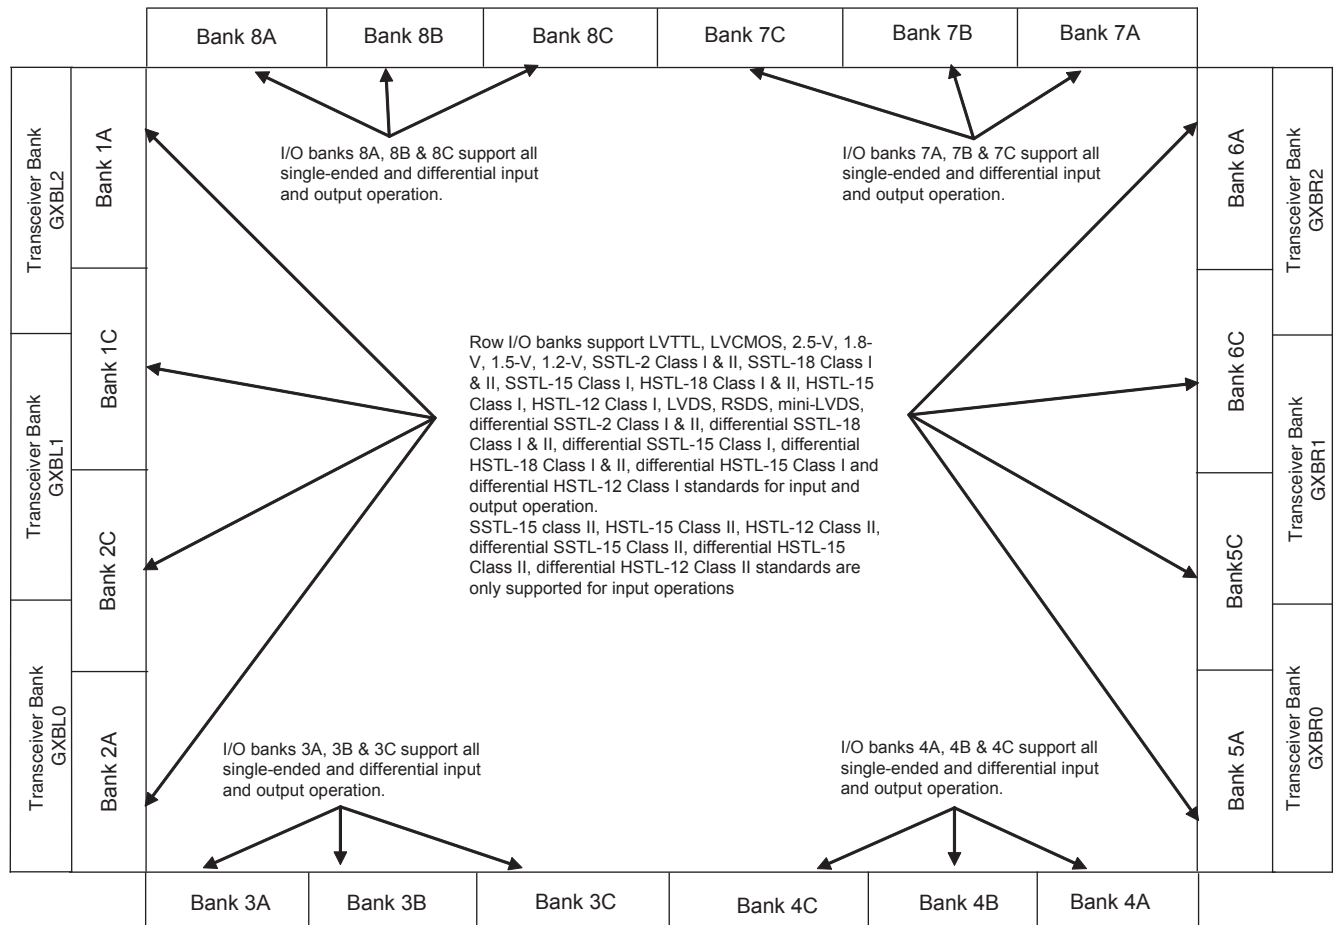 Bank 8A
Bank 8B
Bank 8C
Bank 7C
Bank 7B
Bank 7A
Transceiver Bank
GXBL2
Transceiver Bank
GXBL1
Transceiver Bank
GXBL0
Bank 1A
Bank 1C
Bank 2C
Bank 2A
I/O banks 8A, 8B & 8C support all
single-ended and differential input
and output operation.
I/O banks 7A, 7B & 7C support all
single-ended and differential input
and output operation.
Row I/O banks support LVTTL, LVCMOS, 2.5-V, 1.8-
V, 1.5-V, 1.2-V, SSTL-2 Class I & II, SSTL-18 Class I
& II, SSTL-15 Class I, HSTL-18 Class I & II, HSTL-15
Class I, HSTL-12 Class I, LVDS, RSDS, mini-LVDS,
differential SSTL-2 Class I & II, differential SSTL-18
Class I & II, differential SSTL-15 Class I, differential
HSTL-18 Class I & II, differential HSTL-15 Class I and
differential HSTL-12 Class I standards for input and
output operation.
SSTL-15 class II, HSTL-15 Class II, HSTL-12 Class II,
differential SSTL-15 Class II, differential HSTL-15
Class II, differential HSTL-12 Class II standards are
only supported for input operations
I/O banks 3A, 3B & 3C support all
single-ended and differential input
and output operation.
I/O banks 4A, 4B & 4C support all
single-ended and differential input
and output operation.
Bank 6A
Bank 6C
Bank5C
Bank 5A
Transceiver Bank
GXBR2
Transceiver Bank
GXBR1
Transceiver Bank
GXBR0
Bank 3A
Bank 3B
Bank 3C
Bank 4C
Bank 4B
Bank 4A